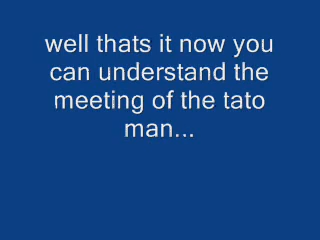 well thats it now you
can understand the
meeting of the tato
man...